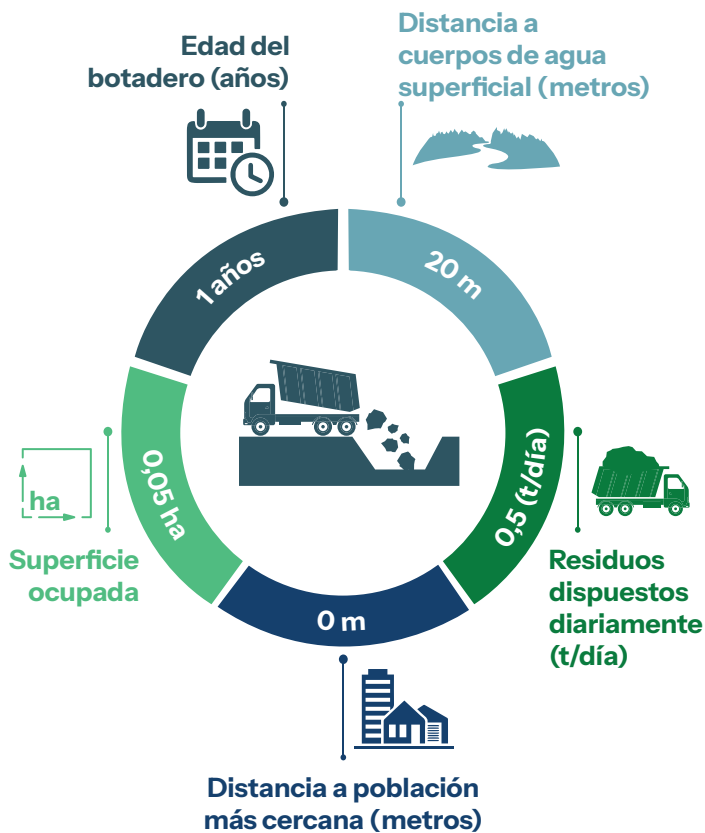 Edad del
botadero (años)
Distancia a
cuerpos de agua
superficial (metros)
1 años
20 m
0,05 ha
0,5 (t/día)
0 m
ha
Superficie
ocupada
Residuos
dispuestos
diariamente
(t/día)
Distancia a población
más cercana (metros)